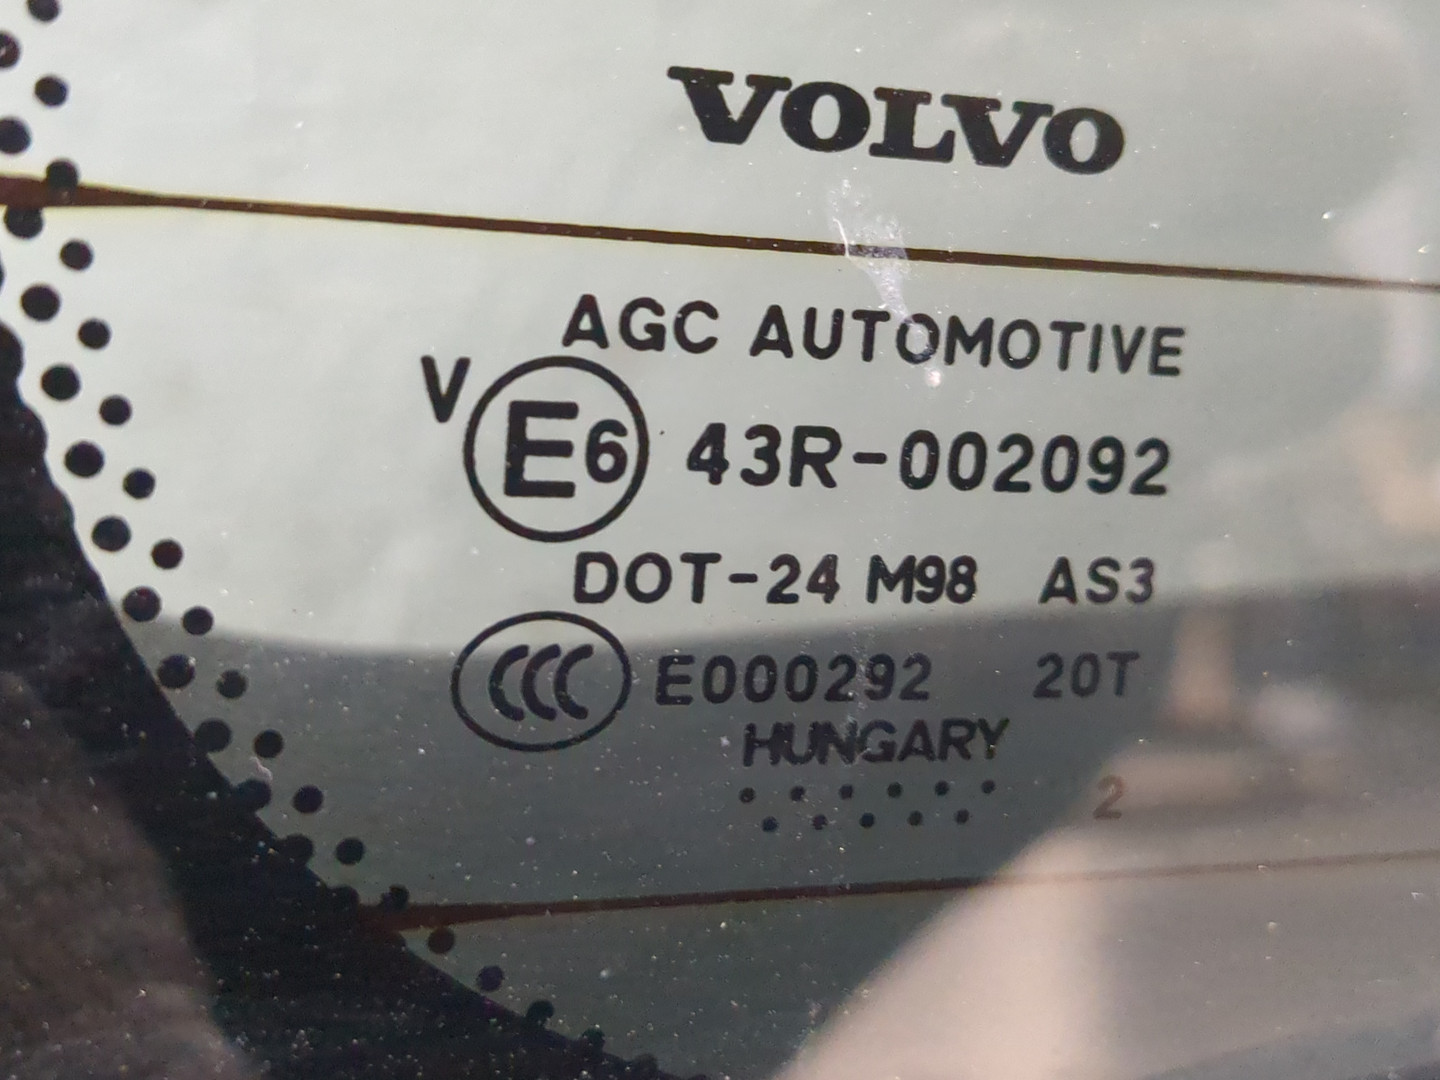 VOLVO
AGC AUTOMOTIVE
V E6 43R-002092
DOT-24 M98 AS3
CCC E000292 20T
HUNGARY
2